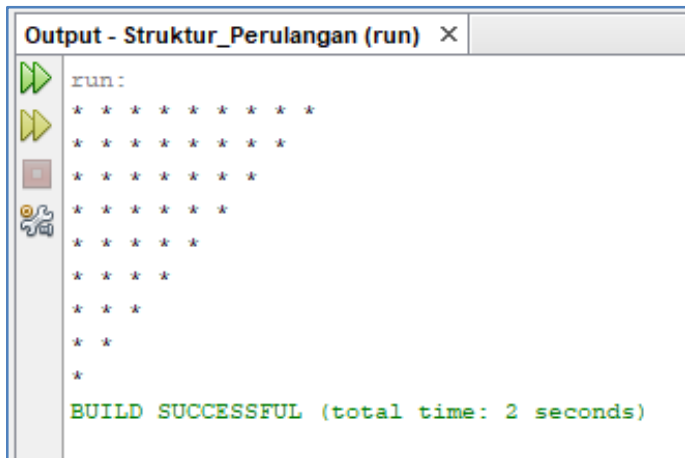 Output - Struktur_Perulangan (run) ×
run:
* * * * * * * * *
* * * * * * * *
* * * * * * *
* * * * * *
* * * * *
* * * *
* * *
* *
*
BUILD SUCCESSFUL (total time: 2 seconds)